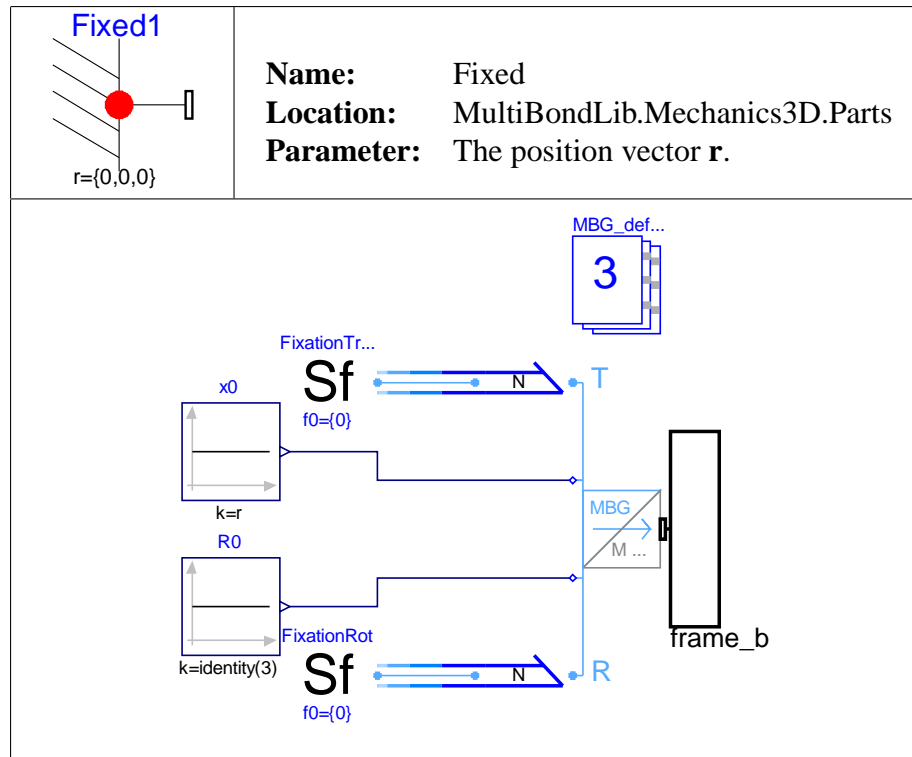 Fixed1
r={0,0,0}
Name: Fixed
Location: MultiBondLib.Mechanics3D.Parts
Parameter: The position vector r.
MBG_def...
3
FixationTr...
Sf
f0={0}
N
T
x0
k=r
MBG
M ...
frame_b
R0
k=identity(3)
FixationRot
Sf
f0={0}
N
R